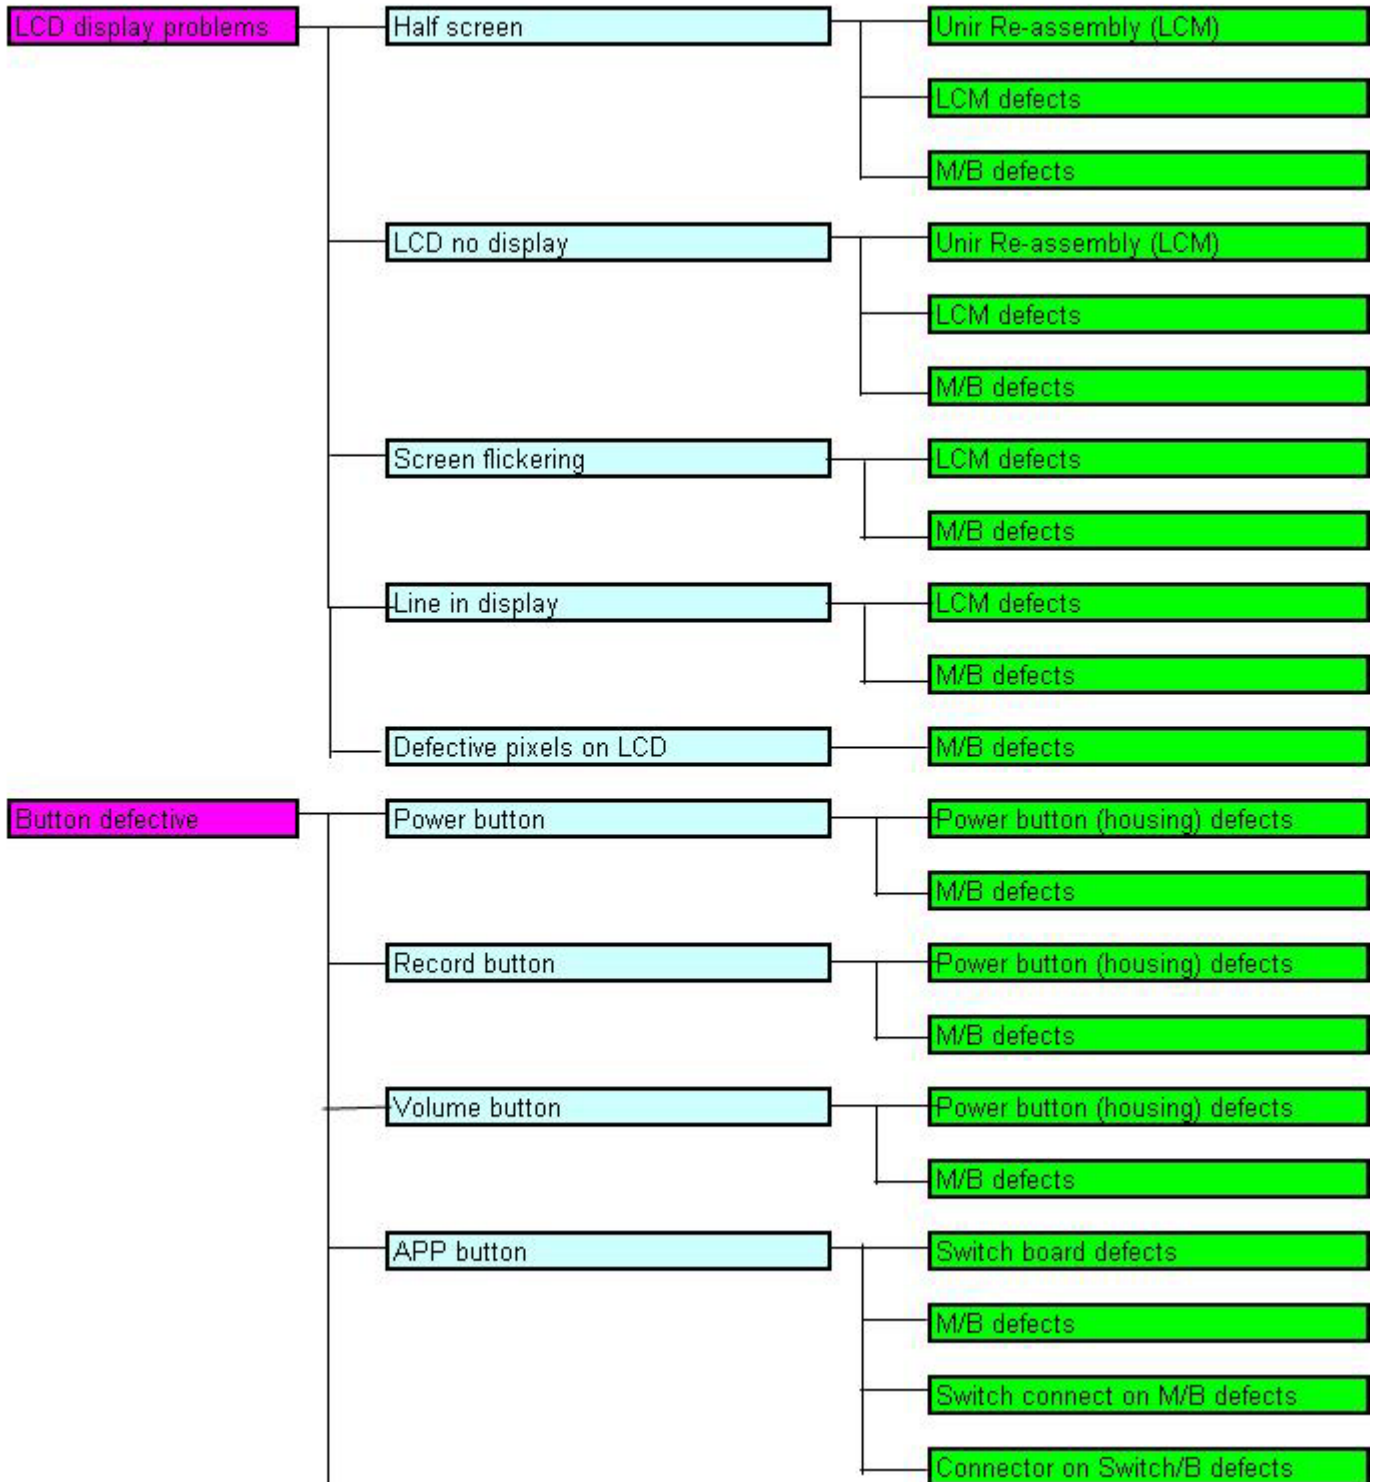 LCD display problems
Half screen
Unir Re-assembly (LCM)
LCM defects
M/B defects
LCD no display
Unir Re-assembly (LCM)
LCM defects
M/B defects
Screen flickering
LCM defects
M/B defects
Line in display
LCM defects
M/B defects
Defective pixels on LCD
M/B defects
Button defective
Power button
Power button (housing) defects
M/B defects
Record button
Power button (housing) defects
M/B defects
Volume button
Power button (housing) defects
M/B defects
APP button
Switch board defects
M/B defects
Switch connect on M/B defects
Connector on Switch/B defects